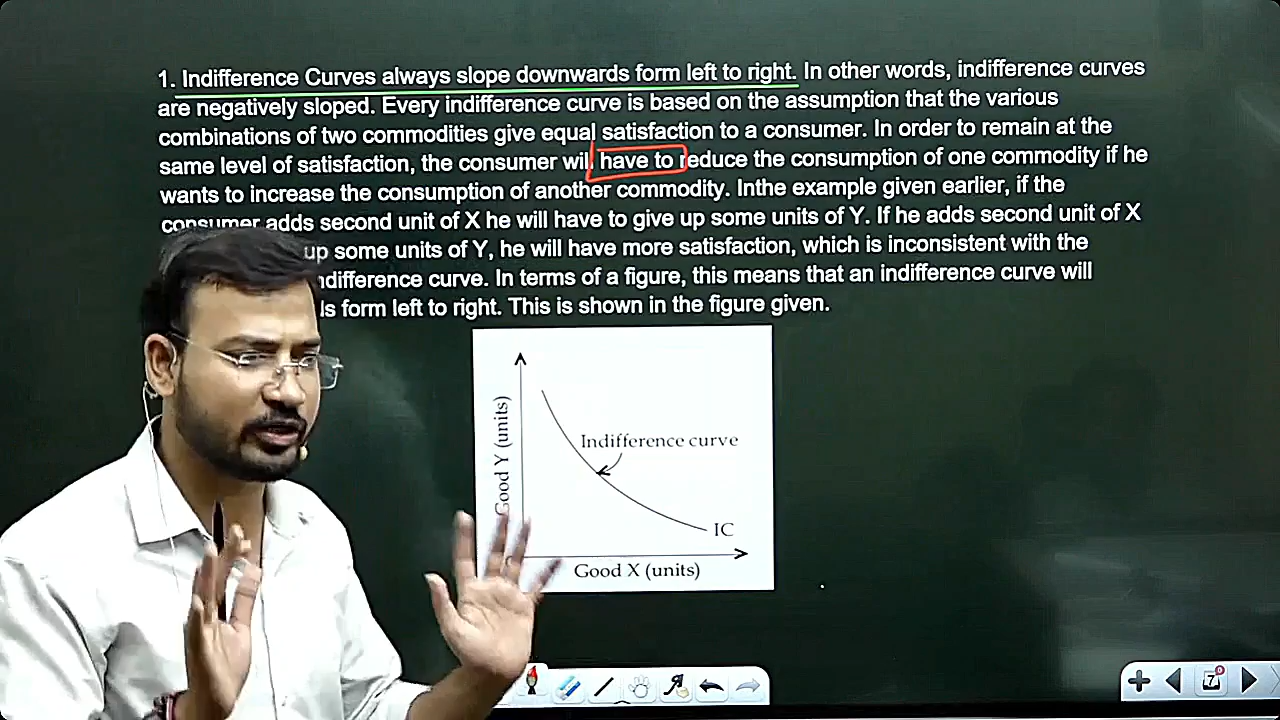 1. Indifference Curves always slope downwards form left to right. In other words, indifference curves
are negatively sloped. Every indifference curve is based on the assumption that the various
combinations of two commodities give equal satisfaction to a consumer. In order to remain at the
same level of satisfaction, the consumer will have to reduce the consumption of one commodity if he
wants to increase the consumption of another commodity. Inthe example given earlier, if the
consumer adds second unit of X he will have to give up some units of Y. If he adds second unit of X
up some units of Y, he will have more satisfaction, which is inconsistent with the
indifference curve. In terms of a figure, this means that an indifference curve will
form left to right. This is shown in the figure given.
Good Y (units)
Indifference curve
IC
Good X (units)
7